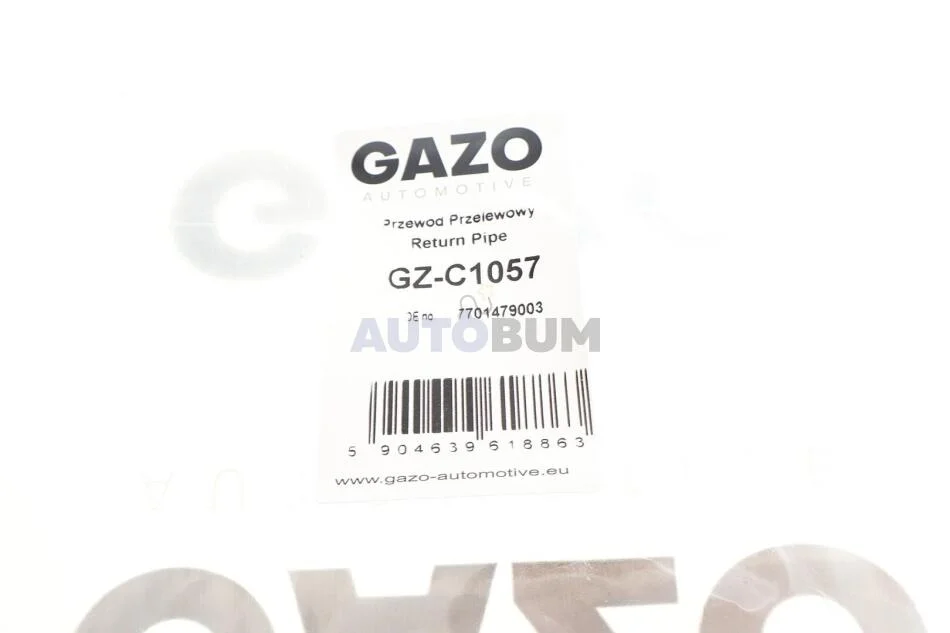 GAZO
AUTOMOTIVE
Przewod Przelewowy
Return Pipe
GZ-C1057
OE no. 7701479003
AUTOBUM
5 904639 618863
www.gazo-automotive.eu